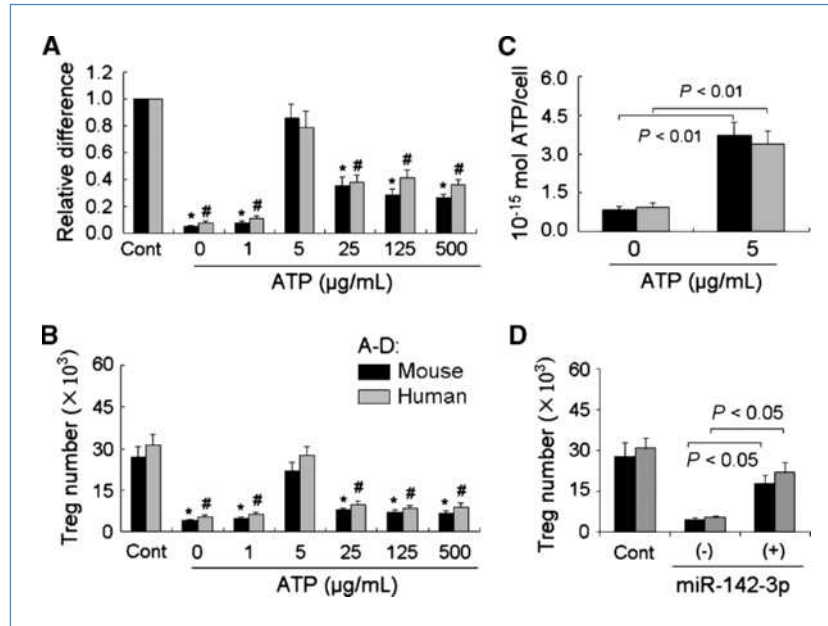 A
Relative difference
1.2
1.0
0.8
0.6
0.4
0.2
0.0
* # * # * # * # * #
Cont 0 1 5 25 125 500
ATP (µg/mL)
C
10⁻¹⁵ mol ATP/cell
6.0
4.5
3.0
1.5
0.0
P < 0.01
P < 0.01
0 5
ATP (µg/mL)
B
Treg number (×10³)
60
45
30
15
0
A-D:
Mouse
Human
* # * # * # * # * #
Cont 0 1 5 25 125 500
ATP (µg/mL)
D
Treg number (×10³)
60
45
30
15
0
P < 0.05
P < 0.05
Cont (-) (+)
miR-142-3p